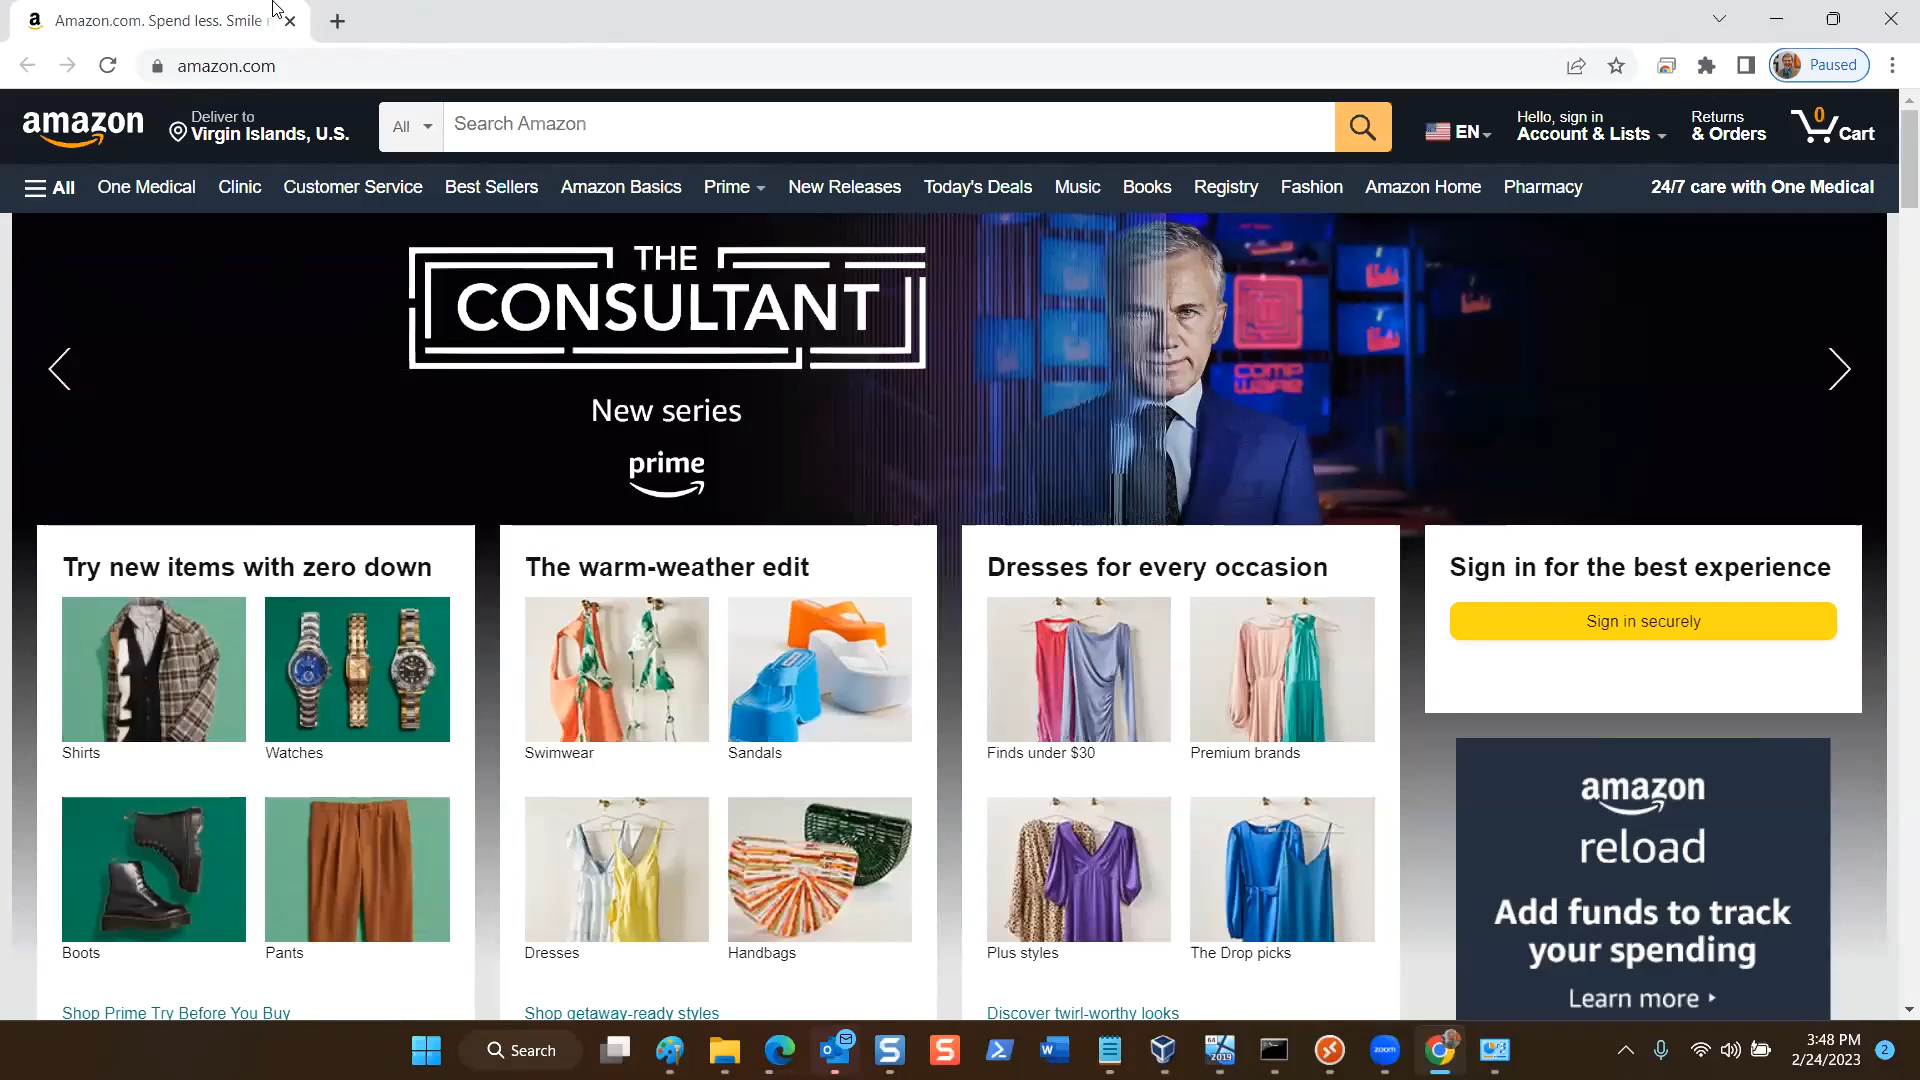 Amazon.com. Spend less. Smile
amazon.com
Paused
amazon
Deliver to
Virgin Islands, U.S.
All
Search Amazon
EN
Hello, sign in
Account & Lists
Returns
& Orders
0
Cart
All
One Medical
Clinic
Customer Service
Best Sellers
Amazon Basics
Prime
New Releases
Today's Deals
Music
Books
Registry
Fashion
Amazon Home
Pharmacy
24/7 care with One Medical
THE
CONSULTANT
New series
prime
COMP
WARE
Try new items with zero down
Shirts
Watches
Boots
Pants
Shop Prime Try Before You Buy
The warm-weather edit
Swimwear
Sandals
Dresses
Handbags
Shop getaway-ready styles
Dresses for every occasion
Finds under $30
Premium brands
Plus styles
The Drop picks
Discover twirl-worthy looks
Sign in for the best experience
Sign in securely
amazon
reload
Add funds to track
your spending
Learn more
Search
zoom
64
2019
3:48 PM
2/24/2023
2